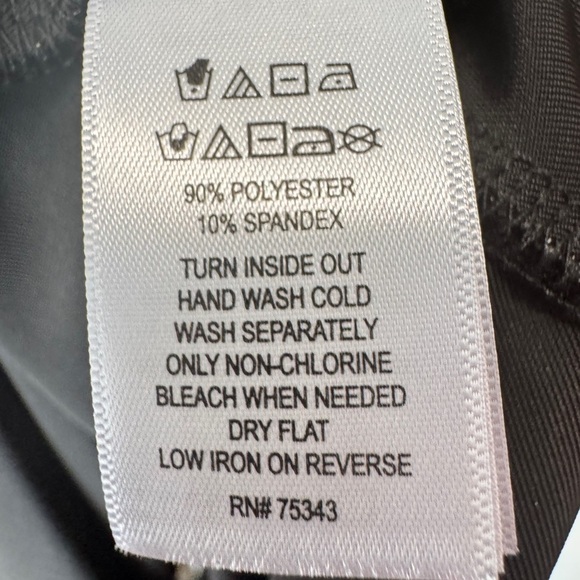 90% POLYESTER
10% SPANDEX
TURN INSIDE OUT
HAND WASH COLD
WASH SEPARATELY
ONLY NON-CHLORINE
BLEACH WHEN NEEDED
DRY FLAT
LOW IRON ON REVERSE
RN# 75343